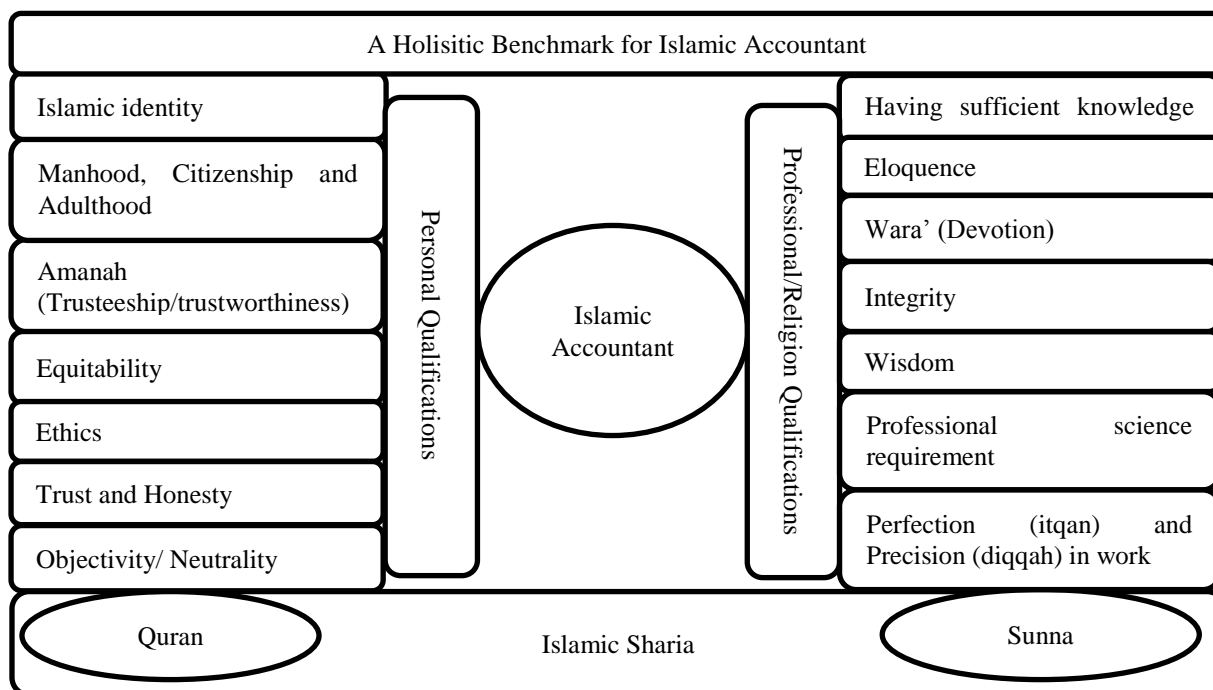 A Holisitic Benchmark for Islamic Accountant
Islamic identity
Manhood, Citizenship and
Adulthood
Amanah
(Trusteeship/trustworthiness)
Equitability
Ethics
Trust and Honesty
Objectivity/ Neutrality
Personal Qualifications
Islamic
Accountant
Professional/Religion Qualifications
Having sufficient knowledge
Eloquence
Wara’ (Devotion)
Integrity
Wisdom
Professional science
requirement
Perfection (itqan) and
Precision (diqqah) in work
Quran
Islamic Sharia
Sunna